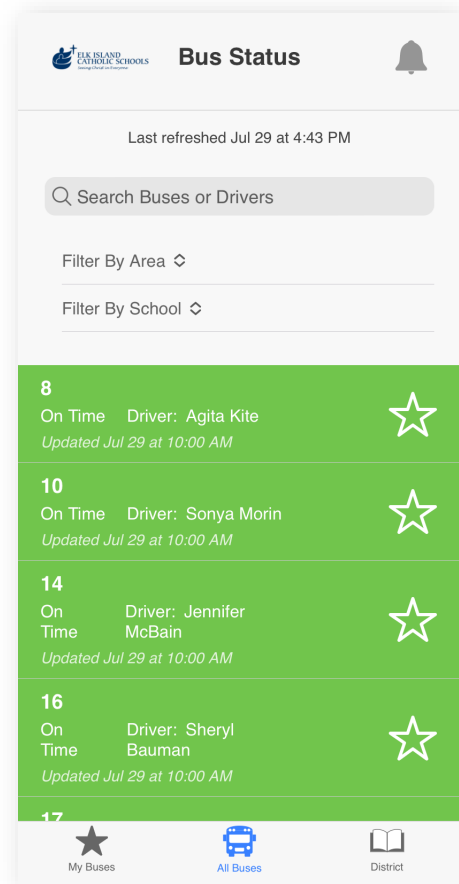 ELK ISLAND
CATHOLIC SCHOOLS
Bus Status
Last refreshed Jul 29 at 4:43 PM
Search Buses or Drivers
Filter By Area
Filter By School
8
On Time Driver: Agita Kite
Updated Jul 29 at 10:00 AM
10
On Time Driver: Sonya Morin
Updated Jul 29 at 10:00 AM
14
On Driver: Jennifer
Time McBain
Updated Jul 29 at 10:00 AM
16
On Driver: Sheryl
Time Bauman
Updated Jul 29 at 10:00 AM
17
My Buses All Buses District